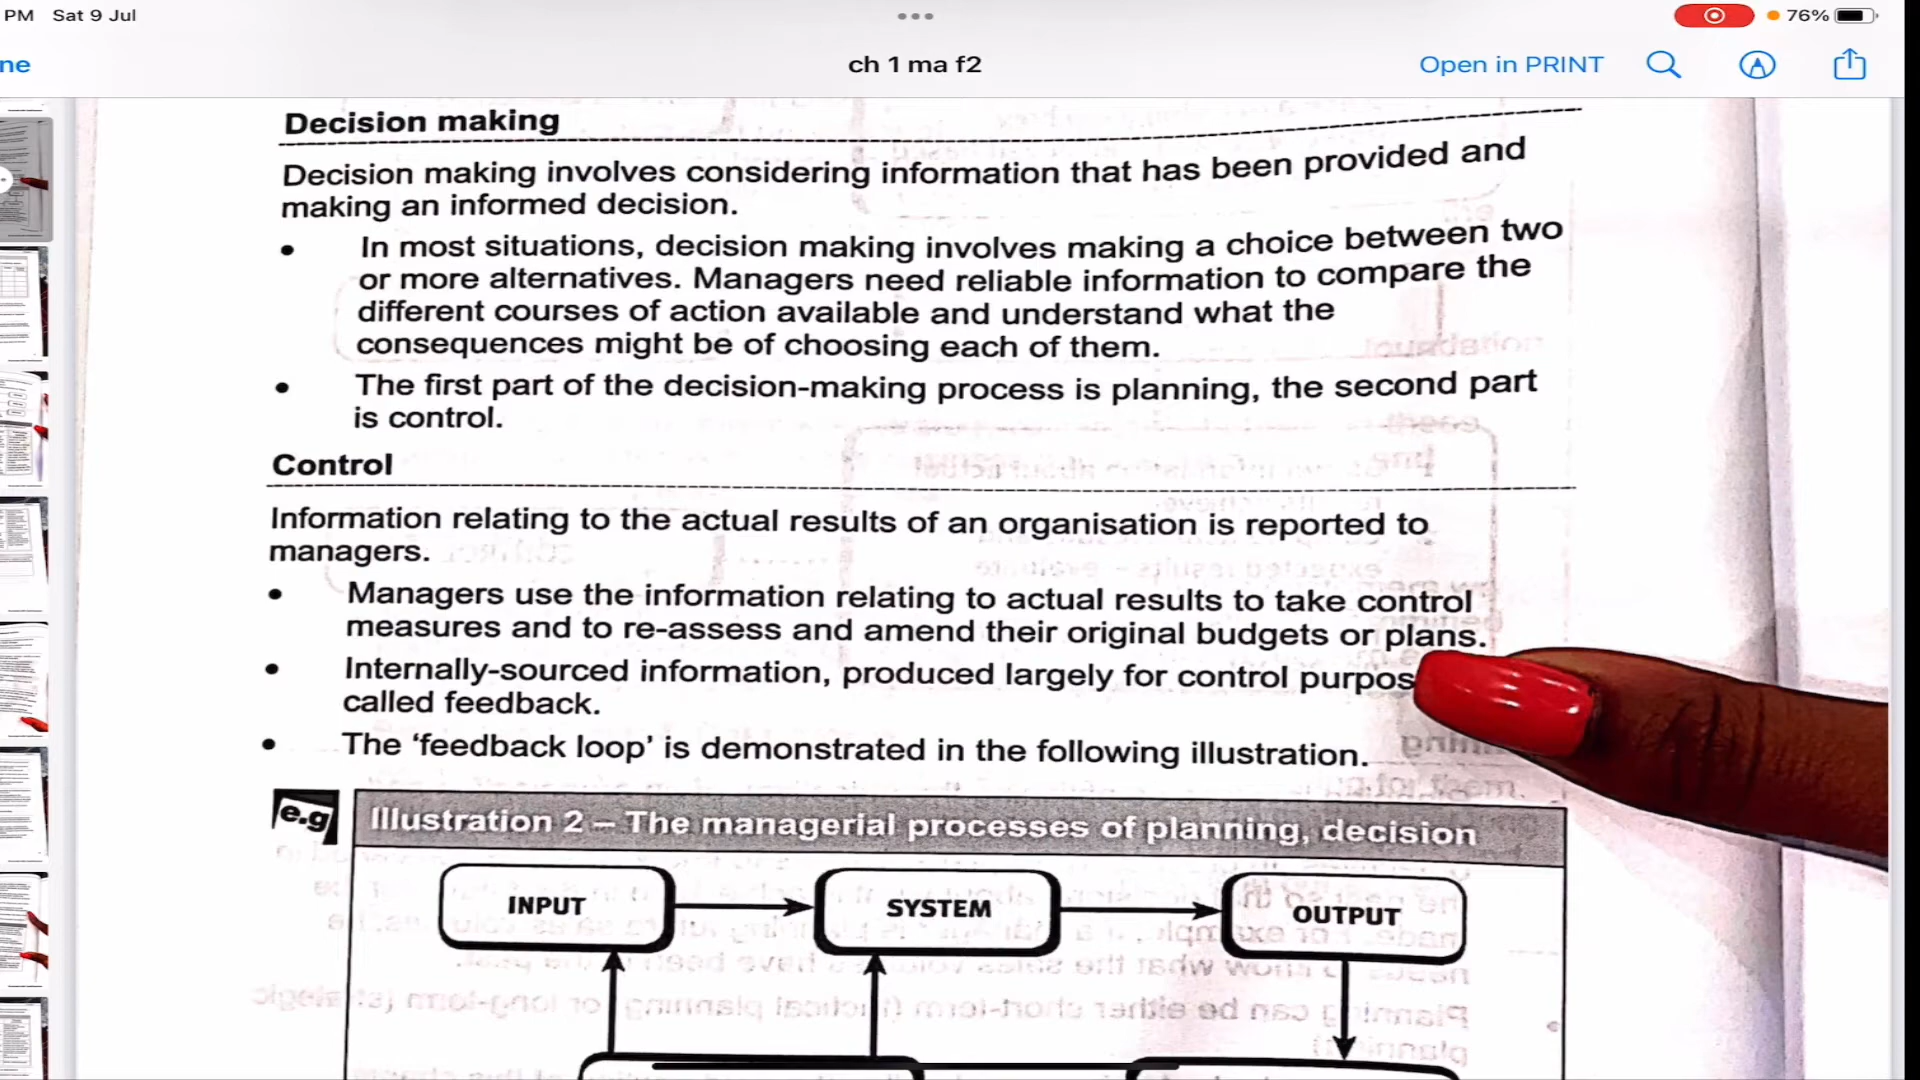 PM Sat 9 Jul
76%
ne
ch 1 ma f2
Open in PRINT
Decision making
Decision making involves considering information that has been provided and
making an informed decision.
• In most situations, decision making involves making a choice between two
or more alternatives. Managers need reliable information to compare the
different courses of action available and understand what the
consequences might be of choosing each of them.
• The first part of the decision-making process is planning, the second part
is control.
Control
Information relating to the actual results of an organisation is reported to
managers.
• Managers use the information relating to actual results to take control
measures and to re-assess and amend their original budgets or plans.
• Internally-sourced information, produced largely for control purpos
called feedback.
• The ‘feedback loop’ is demonstrated in the following illustration.
e.g
Illustration 2 – The managerial processes of planning, decision
INPUT
SYSTEM
OUTPUT